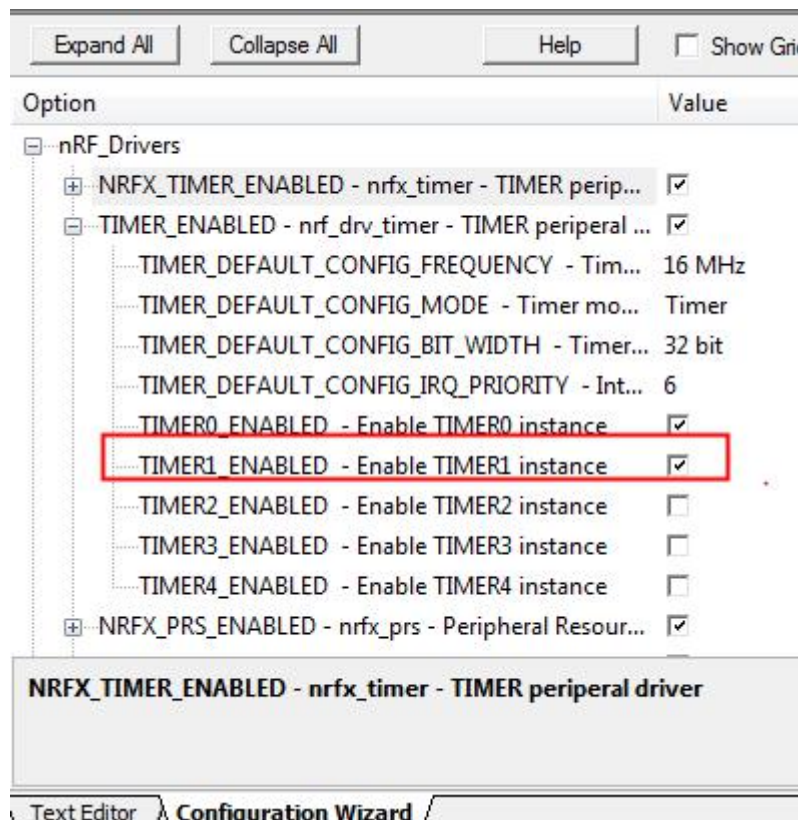 Expand All Collapse All Help Show Gri
Option Value
nRF_Drivers
NRFX_TIMER_ENABLED - nrfx_timer - TIMER perip...
TIMER_ENABLED - nrf_drv_timer - TIMER periperal ...
TIMER_DEFAULT_CONFIG_FREQUENCY - Tim... 16 MHz
TIMER_DEFAULT_CONFIG_MODE - Timer mo... Timer
TIMER_DEFAULT_CONFIG_BIT_WIDTH - Timer... 32 bit
TIMER_DEFAULT_CONFIG_IRQ_PRIORITY - Int... 6
TIMER0_ENABLED - Enable TIMER0 instance
TIMER1_ENABLED - Enable TIMER1 instance
TIMER2_ENABLED - Enable TIMER2 instance
TIMER3_ENABLED - Enable TIMER3 instance
TIMER4_ENABLED - Enable TIMER4 instance
NRFX_PRS_ENABLED - nrfx_prs - Peripheral Resour...
NRFX_TIMER_ENABLED - nrfx_timer - TIMER periperal driver
Text Editor Configuration Wizard